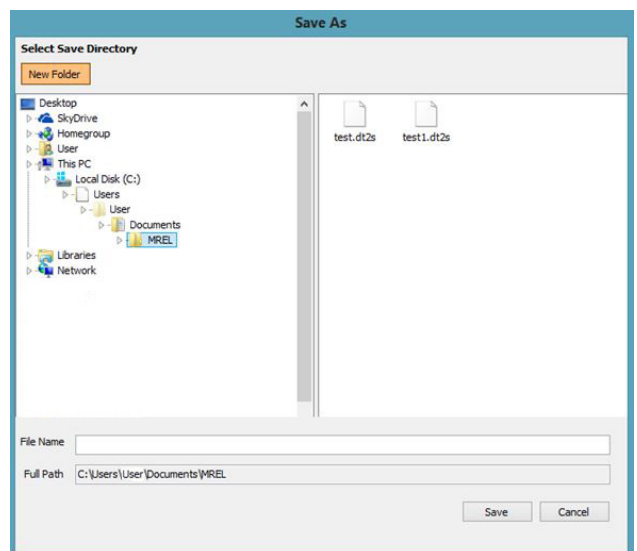 Save As
Select Save Directory
New Folder
Desktop
SkyDrive
Homegroup
User
This PC
Local Disk (C:)
Users
User
Documents
MREL
Libraries
Network
test.dt2s test1.dt2s
File Name
Full Path C:\Users\User\Documents\MREL
Save Cancel